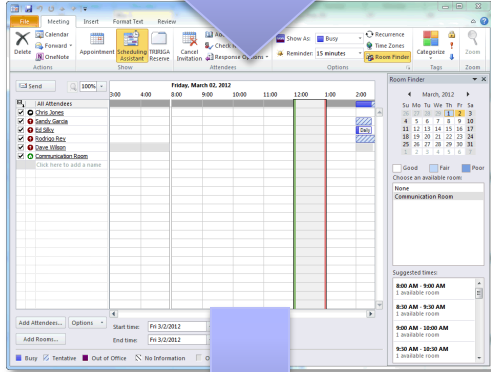 File Meeting Insert Format Text Review
Delete
Calendar
Forward
OneNote
Actions
Appointment
Scheduling Assistant
TRIRIGA Reserve
Show
Cancel Invitation
Response Options
Attendees
Show As: Busy
Reminder: 15 minutes
Recurrence
Time Zones
Room Finder
Options
Categorize
Tags
Zoom
Zoom
Send 100%
Friday, March 02, 2012
3:00 4:00 8:00 9:00 10:00 11:00 12:00 1:00 2:00
All Attendees
Chris Jones
Sandy Garcia
Ed Silky
Daily
Rodrigo Rey
Dave Wilson
Communication Room
Click here to add a name
Add Attendees... Options
Start time: Fri 3/2/2012
Add Rooms...
End time: Fri 3/2/2012
Busy Tentative Out of Office No Information
Room Finder
March, 2012
Su Mo Tu We Th Fr Sa
26 27 28 29 1 2 3
4 5 6 7 8 9 10
11 12 13 14 15 16 17
18 19 20 21 22 23 24
25 26 27 28 29 30 31
1 2 3 4 5 6 7
Good Fair Poor
Choose an available room:
None
Communication Room
Suggested times:
8:00 AM - 9:00 AM
1 available room
8:30 AM - 9:30 AM
1 available room
9:00 AM - 10:00 AM
1 available room
9:30 AM - 10:30 AM
1 available room